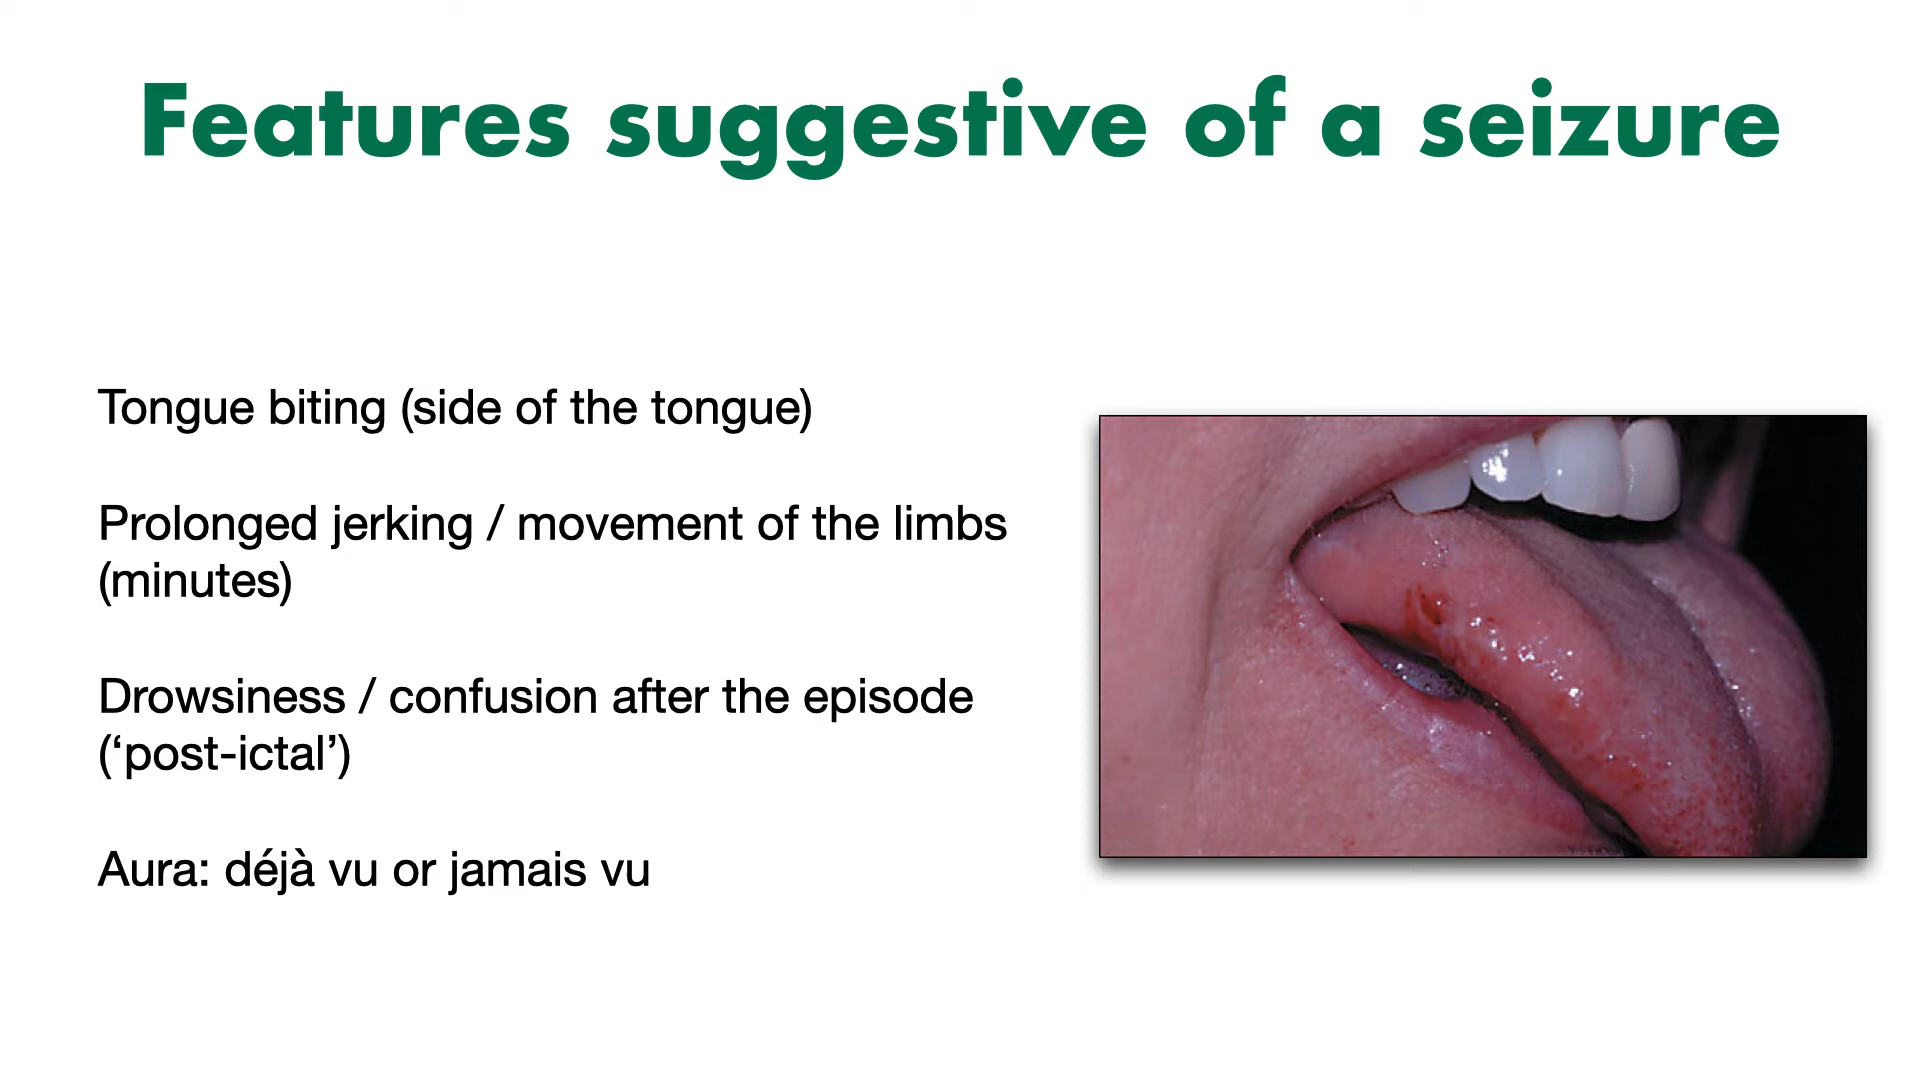 Features suggestive of a seizure
Tongue biting (side of the tongue)
Prolonged jerking / movement of the limbs
(minutes)
Drowsiness / confusion after the episode
(‘post-ictal’)
Aura: déjà vu or jamais vu